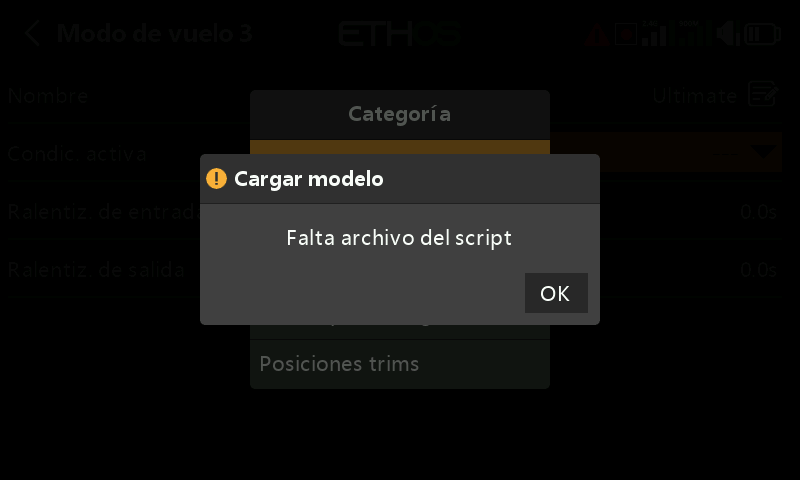 Modo de vuelo 3
ETHOS
Nombre
Ultimate
Categoría
Condic. activa
---
Cargar modelo
Ralentiz. de entrada
0.0s
Falta archivo del script
Ralentiz. de salida
0.0s
OK
Posiciones trims